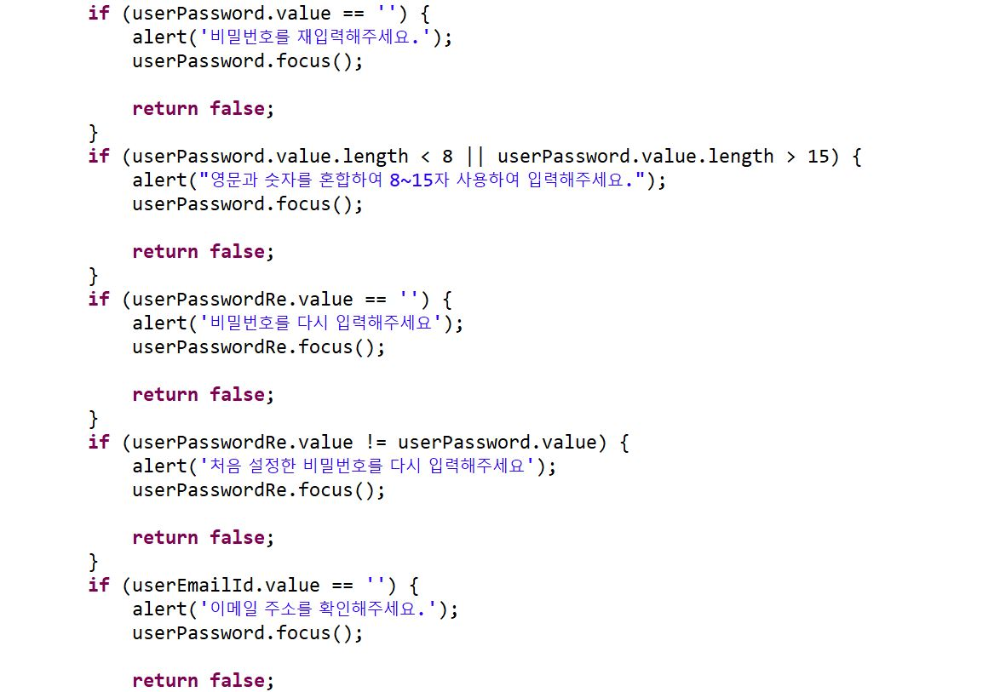 if (userPassword.value == '') {
alert('비밀번호를 재입력해주세요.');
userPassword.focus();
return false;
}
if (userPassword.value.length < 8 || userPassword.value.length > 15) {
alert("영문과 숫자를 혼합하여 8~15자 사용하여 입력해주세요.");
userPassword.focus();
return false;
}
if (userPasswordRe.value == '') {
alert('비밀번호를 다시 입력해주세요');
userPasswordRe.focus();
return false;
}
if (userPasswordRe.value != userPassword.value) {
alert('처음 설정한 비밀번호를 다시 입력해주세요');
userPasswordRe.focus();
return false;
}
if (userEmailId.value == '') {
alert('이메일 주소를 확인해주세요.');
userPassword.focus();
return false;